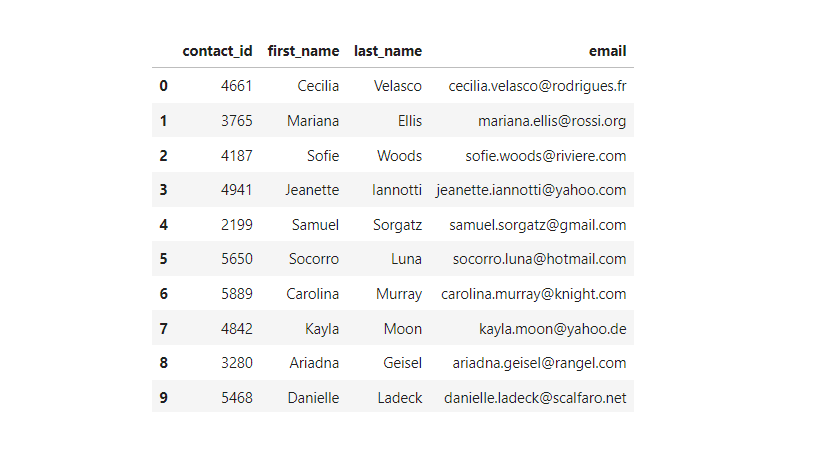 contact_id first_name last_name email
0 4661 Cecilia Velasco cecilia.velasco@rodrigues.fr
1 3765 Mariana Ellis mariana.ellis@rossi.org
2 4187 Sofie Woods sofie.woods@riviere.com
3 4941 Jeanette Iannotti jeanette.iannotti@yahoo.com
4 2199 Samuel Sorgatz samuel.sorgatz@gmail.com
5 5650 Socorro Luna socorro.luna@hotmail.com
6 5889 Carolina Murray carolina.murray@knight.com
7 4842 Kayla Moon kayla.moon@yahoo.de
8 3280 Ariadna Geisel ariadna.geisel@rangel.com
9 5468 Danielle Ladeck danielle.ladeck@scalfaro.net